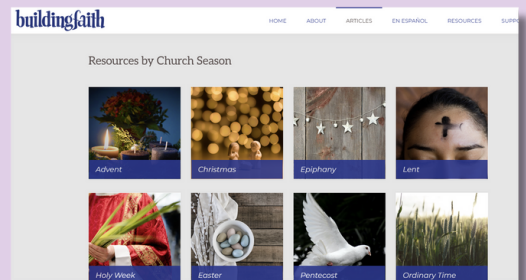 buildingfaith
HOME ABOUT ARTICLES EN ESPAÑOL RESOURCES
Resources by Church Season
Advent Christmas Epiphany Lent
Holy Week Easter Pentecost Ordinary Time